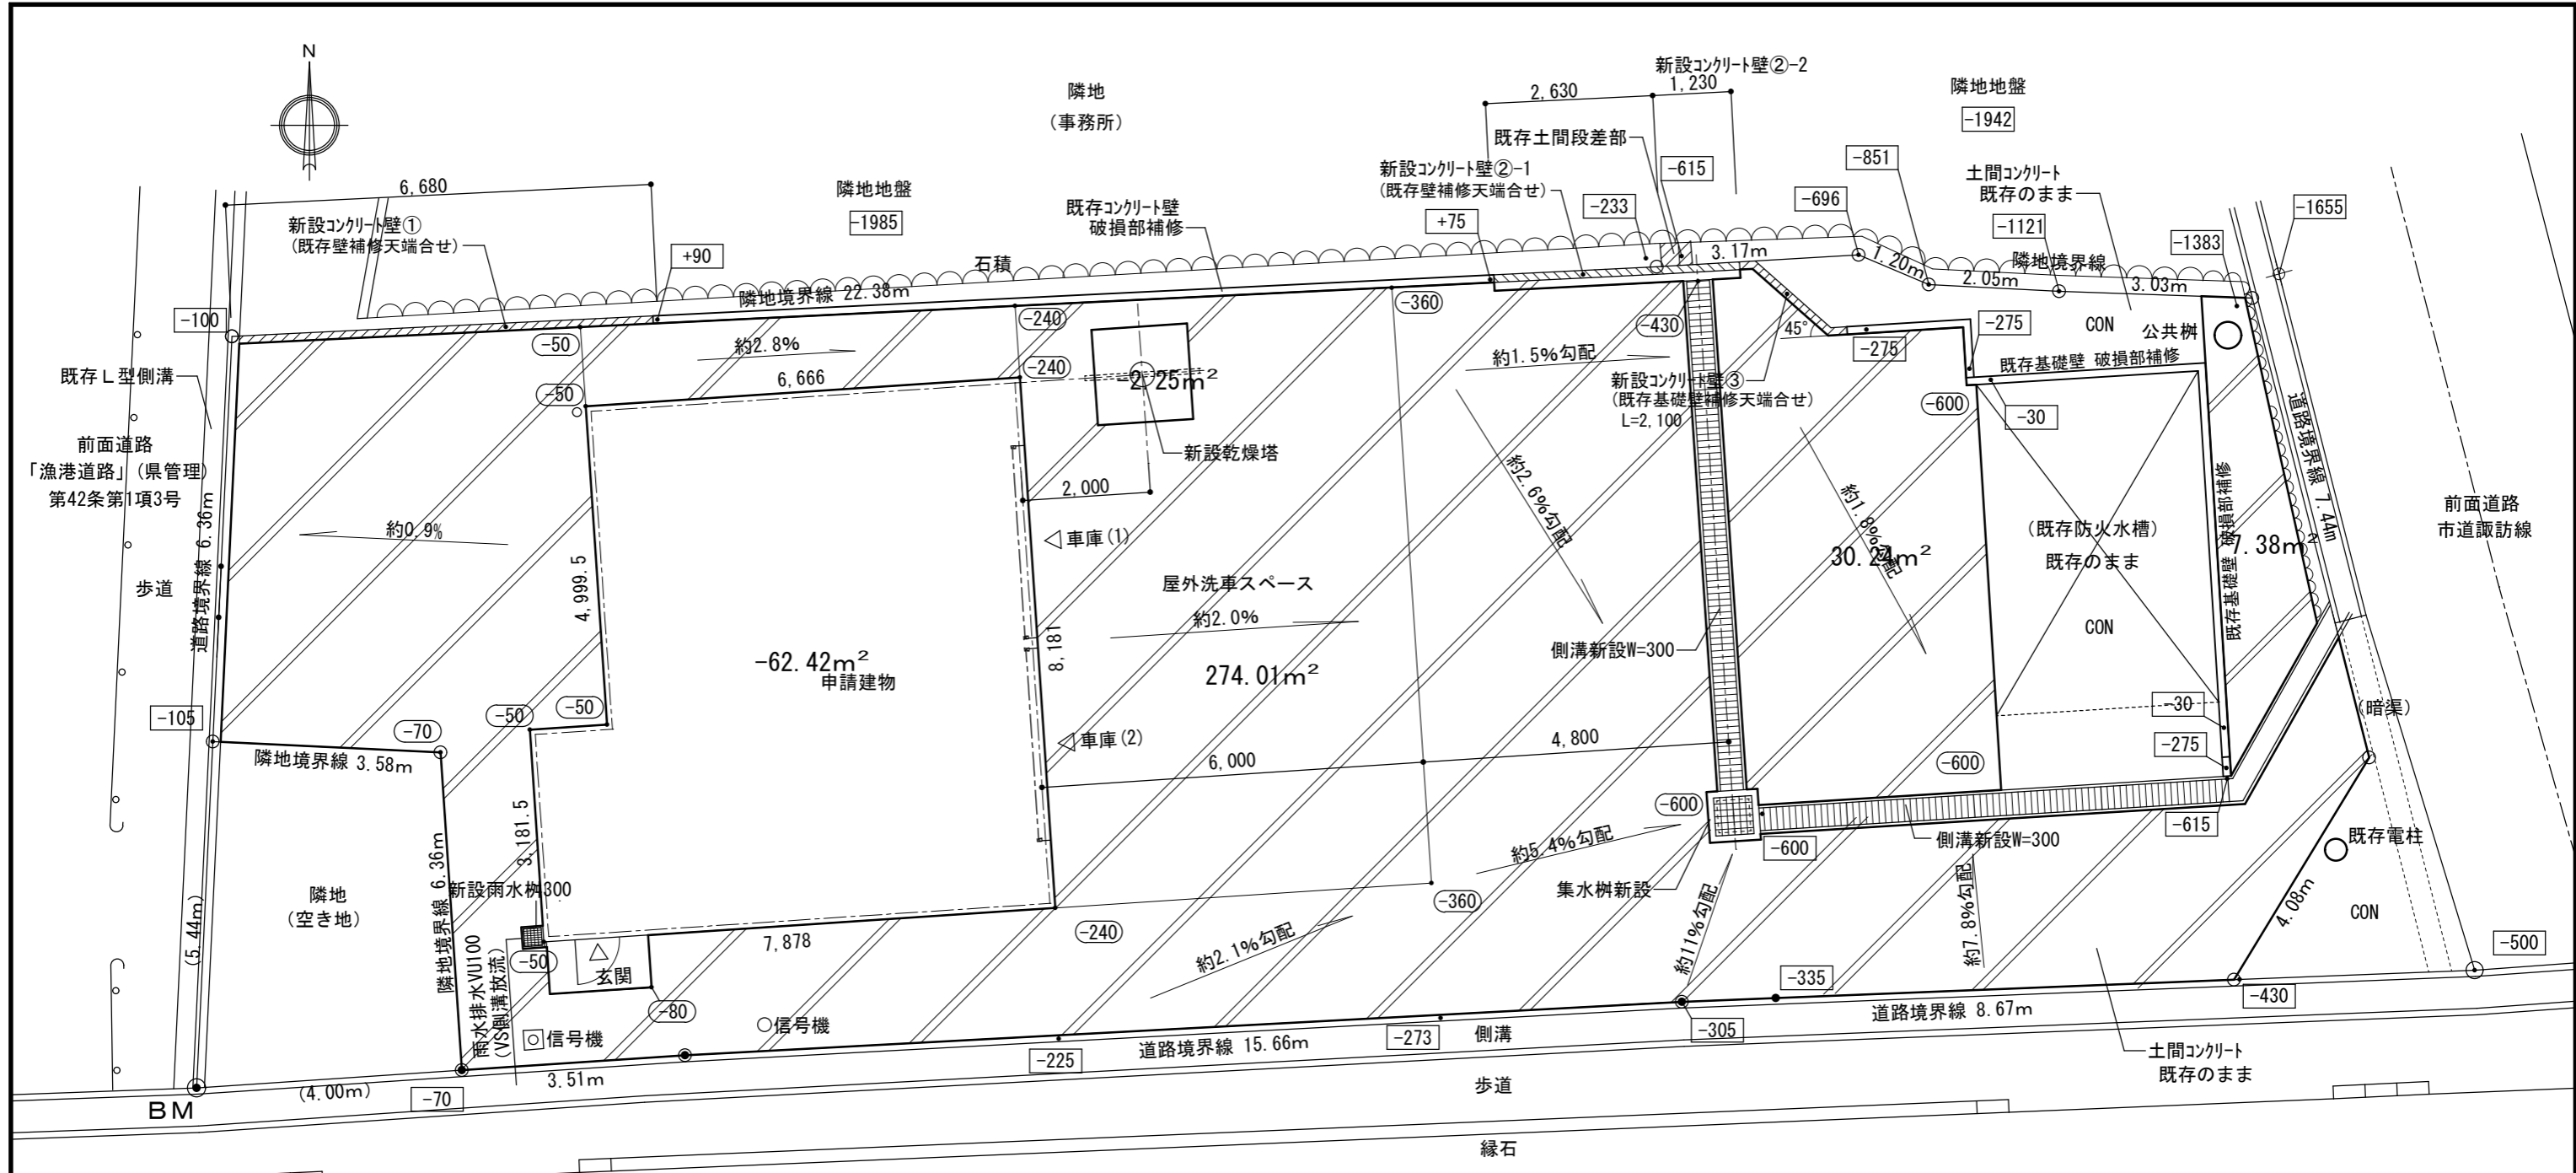 N
6,680
新設コンクリート壁①
(既存壁補修天端合せ)
+90
隣地
(事務所)
隣地地盤
-1985
既存コンクリート壁
破損部補修
石積
隣地境界線 22.38m
新設コンクリート壁②-2
2,630
1,230
既存土間段差部
新設コンクリート壁②-1
(既存壁補修天端合せ)
-615
-233
+75
隣地地盤
-1942
-851
-696
土間コンクリート
既存のまま
-1121
-1383
-1655
3.17m
1.20m
隣地境界線
2.05m
3.03m
CON
公共桝
-100
-50
-240
-360
-430
45°
-275
-275
既存基礎壁 破損部補修
-30
既存L型側溝
前面道路
「漁港道路」(県管理)
第42条第1項3号
歩道
道路境界線 6.36m
約2.8%
6,666
-50
-240
-2.25m²
新設乾燥塔
2,000
約1.5%勾配
新設コンクリート壁③
(既存基礎壁補修天端合せ)
L=2,100
-600
約0.9%
4,999.5
車庫(1)
屋外洗車スペース
約2.0%
約2.6%勾配
約1.8%勾配
30.24m²
(既存防火水槽)
既存のまま
CON
既存基礎壁 破損部補修
7.38m²
道路境界線 7.44m
前面道路
市道諏訪線
-62.42m²
申請建物
8,181
274.01m²
側溝新設W=300
-105
-70
-50
-50
隣地境界線 3.58m
車庫(2)
6,000
4,800
-600
-30
-275
(暗渠)
3,181.5
隣地境界線 6.36m
隣地
(空き地)
(5.44m)
新設雨水桝300
-50
玄関
7,878
-80
-240
-360
約5.4%勾配
約2.1%勾配
-600
-600
集水桝新設
約11%勾配
側溝新設W=300
約7.8%勾配
-615
既存電柱
CON
4.08m
-500
-430
雨水排水VU100
(VS側溝放流)
信号機
信号機
-335
-305
道路境界線 8.67m
-273
側溝
-225
道路境界線 15.66m
3.51m
-70
(4.00m)
BM
土間コンクリート
既存のまま
歩道
縁石